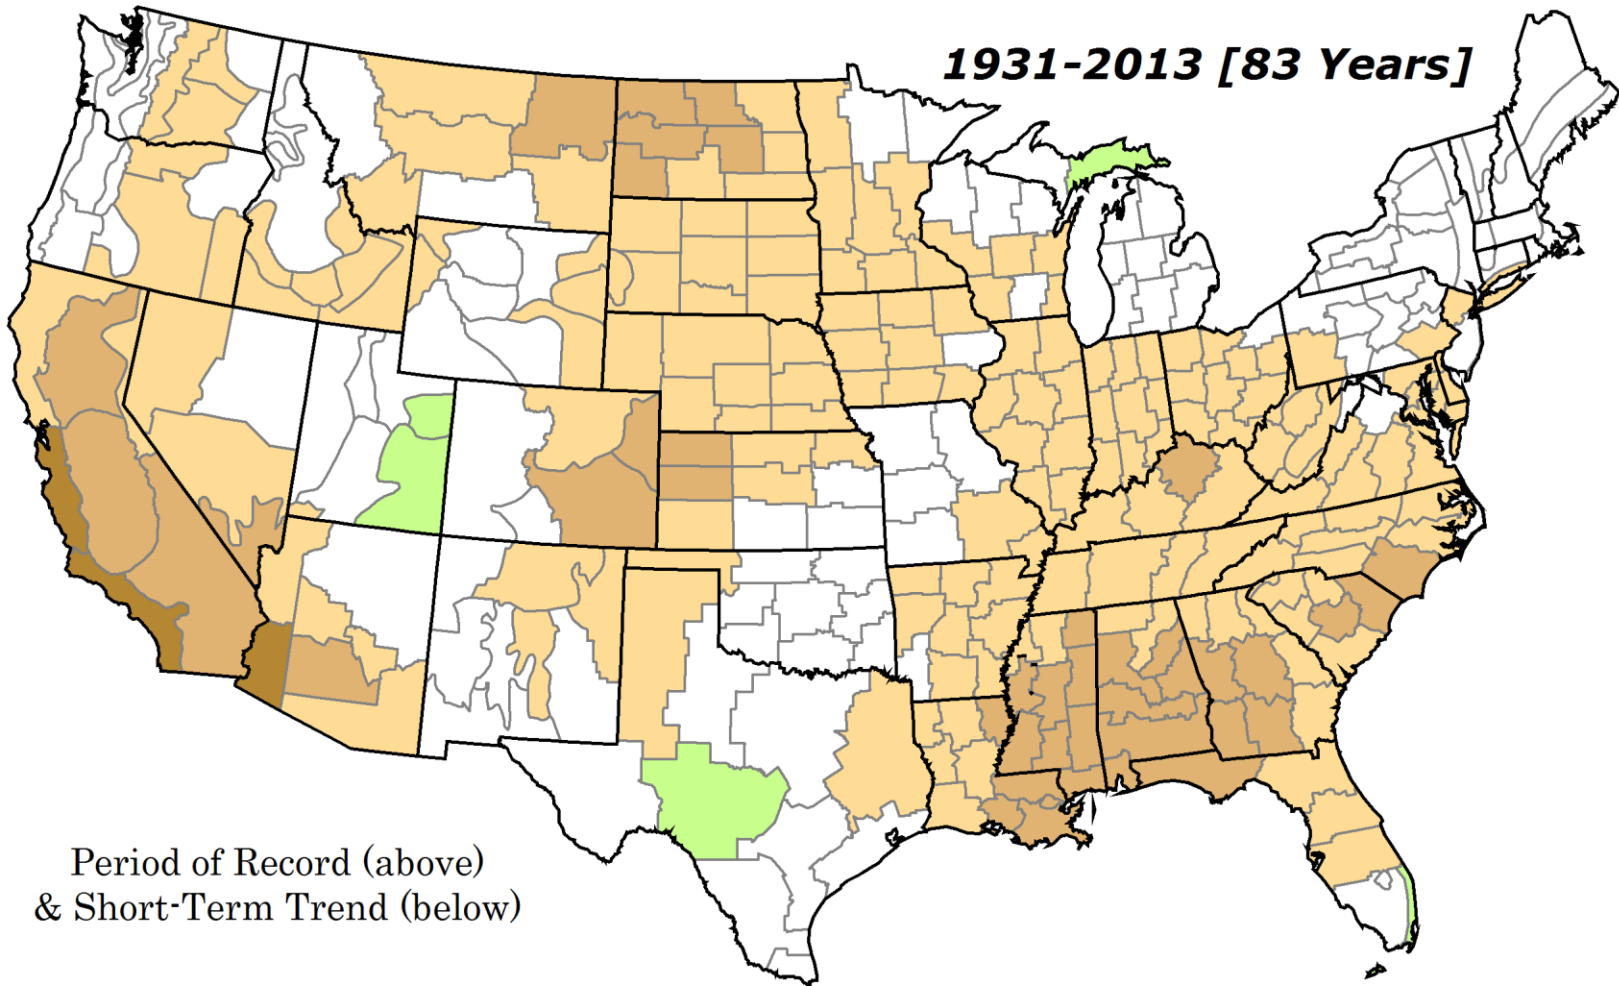 1931-2013 [83 Years]
Period of Record (above)
& Short-Term Trend (below)